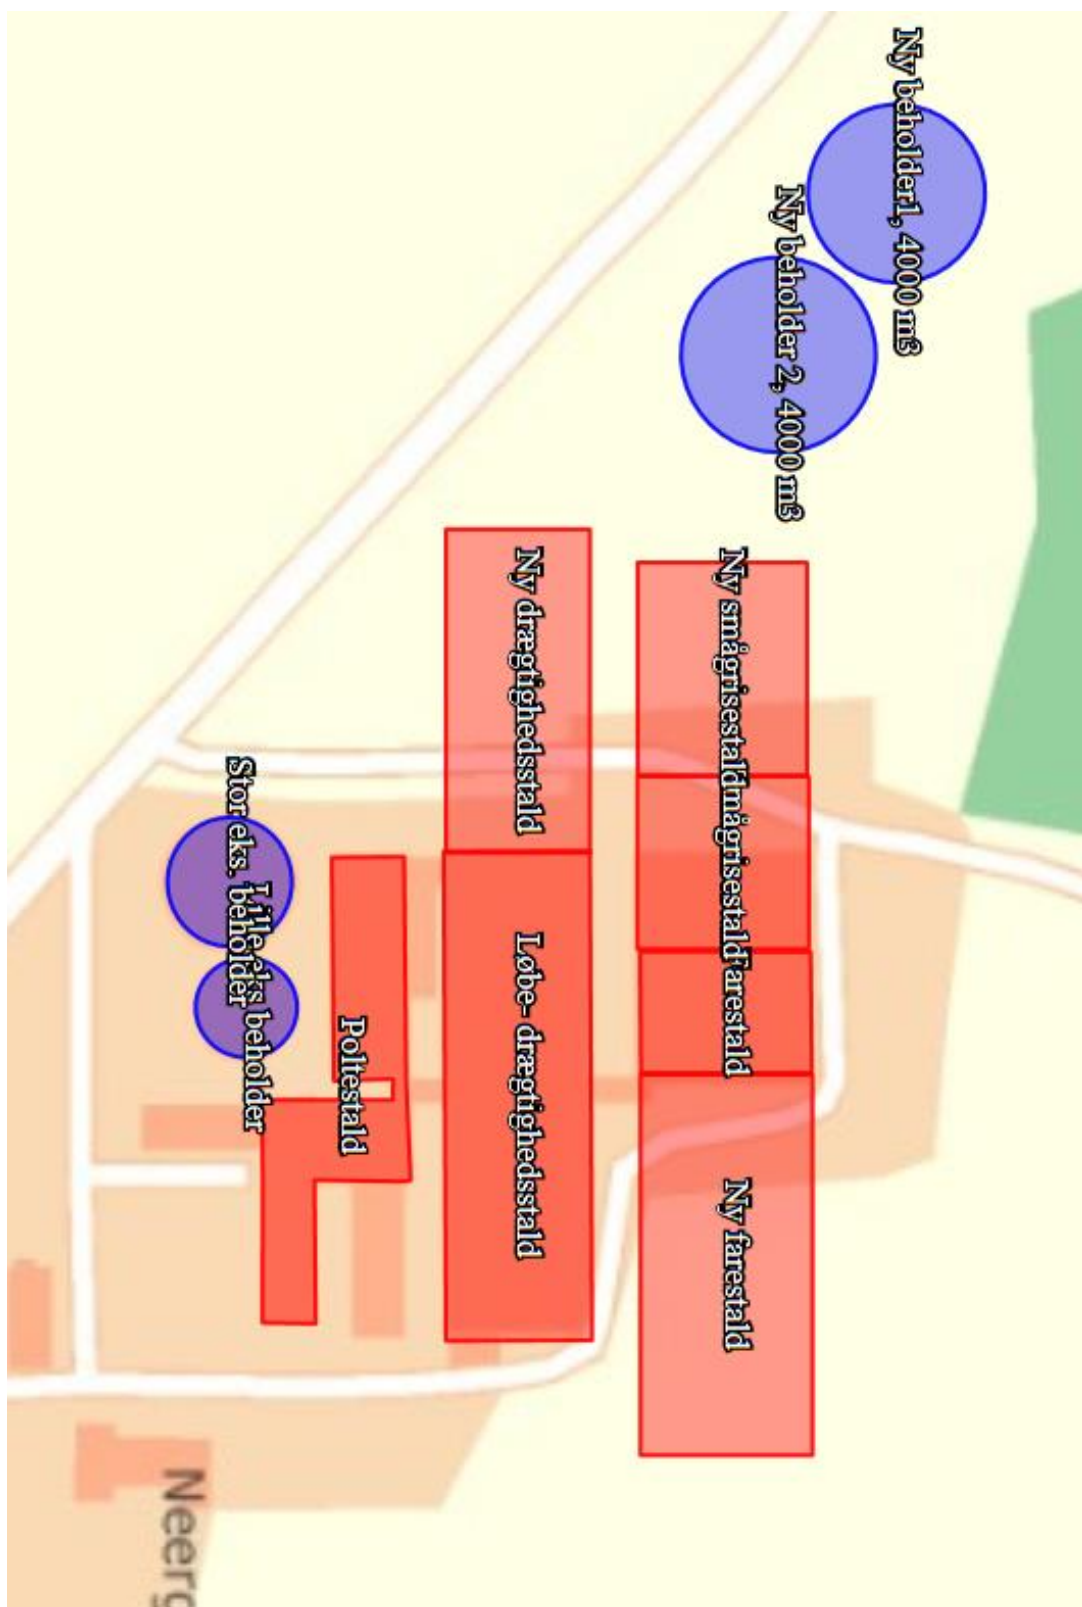 Ny beholder1, 4000 m3
Ny beholder 2, 4000 m3
Ny smågrisestald
Smågrisestald
Farestald
Ny farestald
Ny drægtighedsstald
Løbe- drægtighedsstald
Poltestald
Lille eks beholder
Stor eks. beholder
Neerg